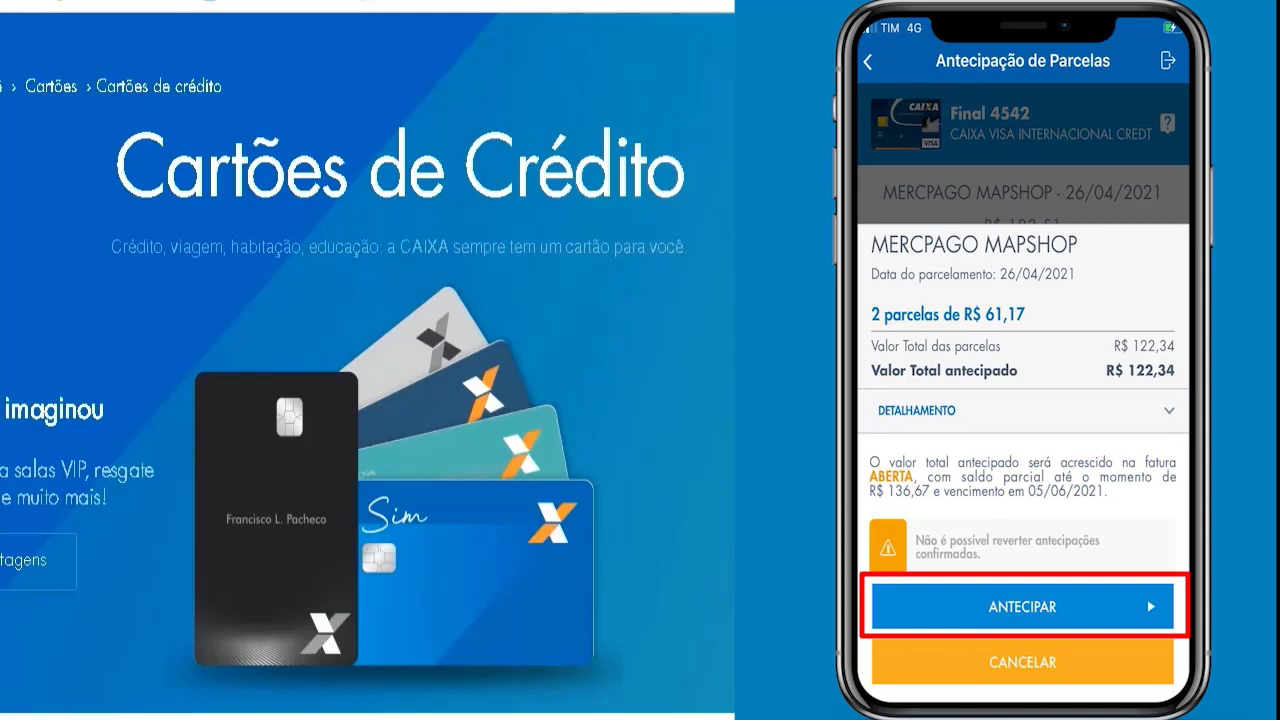 › Cartões › Cartões de crédito
Cartões de Crédito
Crédito, viagem, habitação, educação: a CAIXA sempre tem um cartão para você.
imaginou
a salas VIP, resgate
e muito mais!
tagens
Francisco L. Pacheco
Sim
TIM 4G
Antecipação de Parcelas
CAIXA
VISA
Final 4542
CAIXA VISA INTERNACIONAL CREDT
MERCPAGO MAPSHOP - 26/04/2021
MERCPAGO MAPSHOP
Data do parcelamento: 26/04/2021
2 parcelas de R$ 61,17
Valor Total das parcelas R$ 122,34
Valor Total antecipado R$ 122,34
DETALHAMENTO
O valor total antecipado será acrescido na fatura
ABERTA, com saldo parcial até o momento de
R$ 136,67 e vencimento em 05/06/2021.
Não é possível reverter antecipações
confirmadas.
ANTECIPAR
CANCELAR